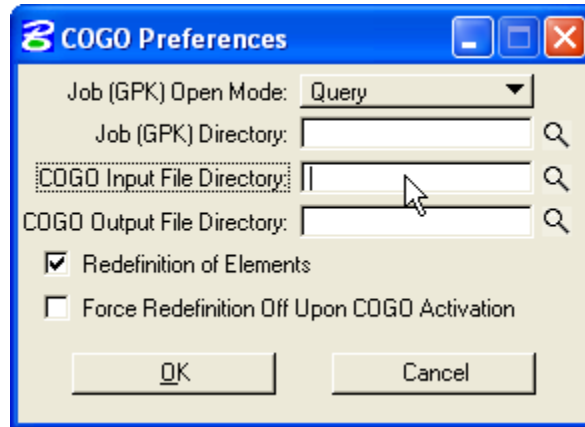 COGO Preferences
Job (GPK) Open Mode: Query
Job (GPK) Directory:
COGO Input File Directory:
COGO Output File Directory:
Redefinition of Elements
Force Redefinition Off Upon COGO Activation
OK Cancel